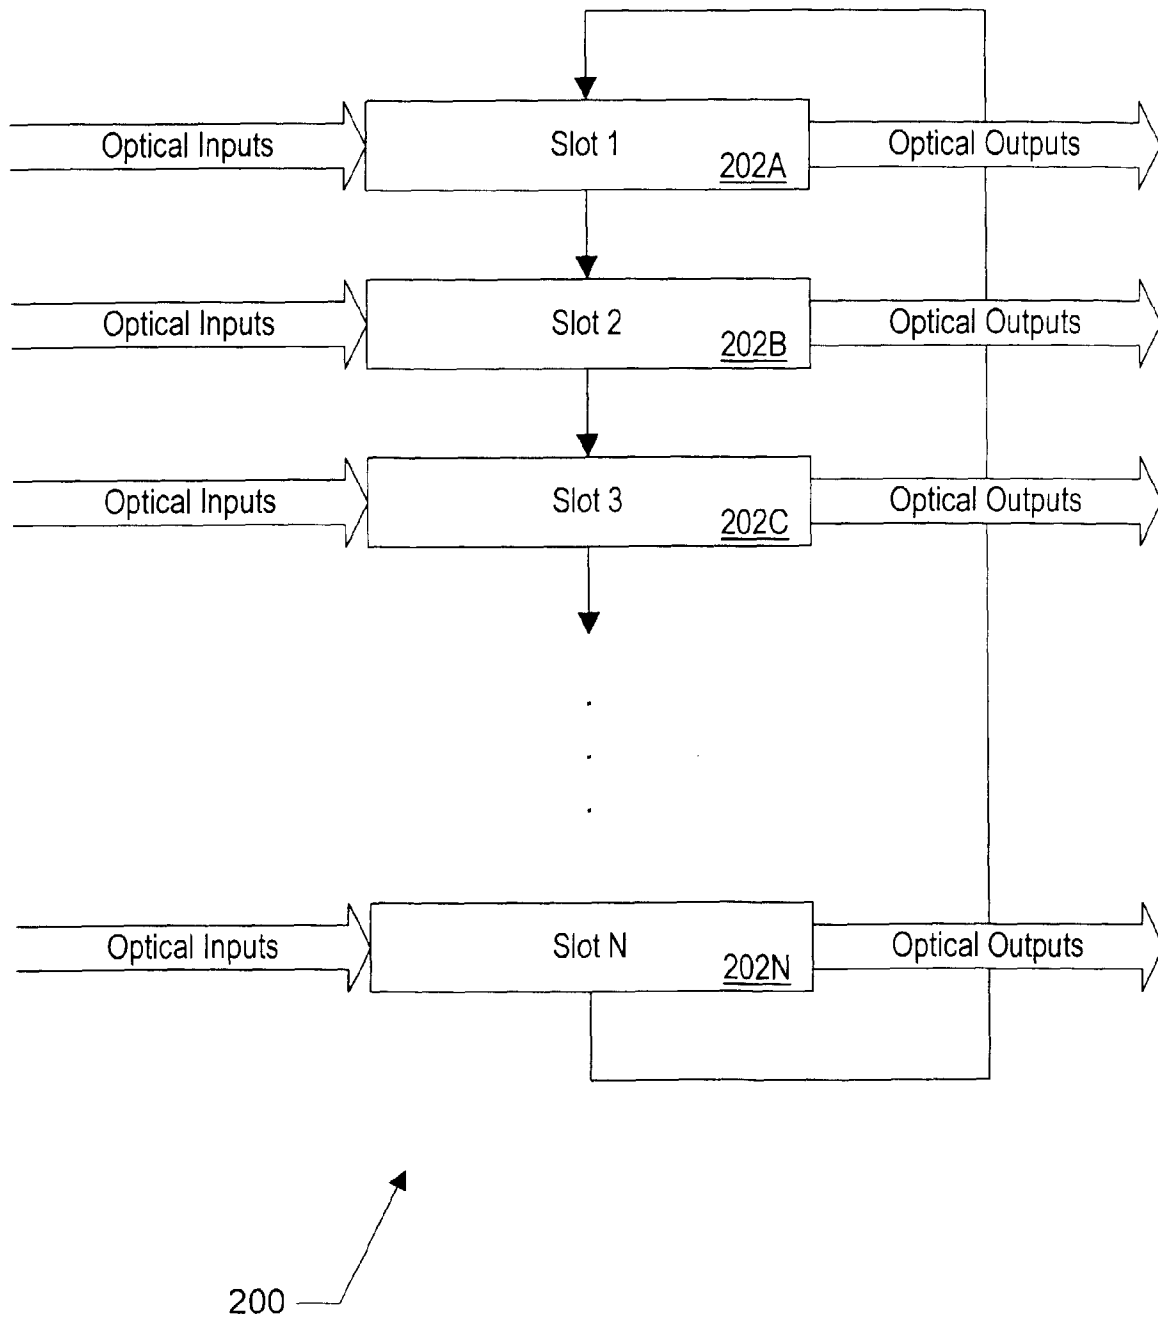 Optical Inputs
Slot 1
202A
Optical Outputs
Optical Inputs
Slot 2
202B
Optical Outputs
Optical Inputs
Slot 3
202C
Optical Outputs
Optical Inputs
Slot N
202N
Optical Outputs
200